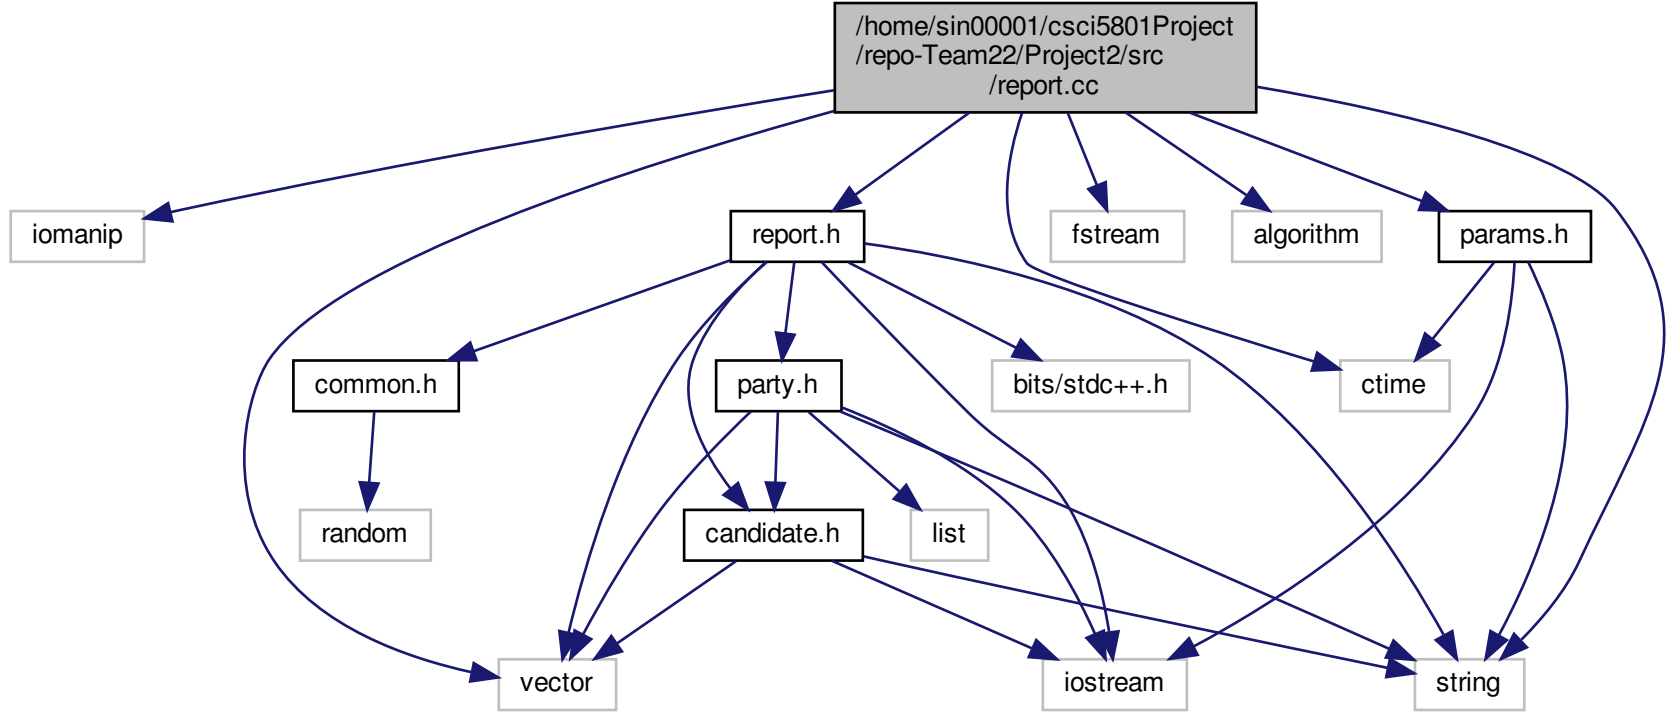 /home/sin00001/csci5801Project
/repo-Team22/Project2/src
/report.cc
iomanip
report.h
fstream
algorithm
params.h
common.h
party.h
bits/stdc++.h
ctime
random
candidate.h
list
vector
iostream
string